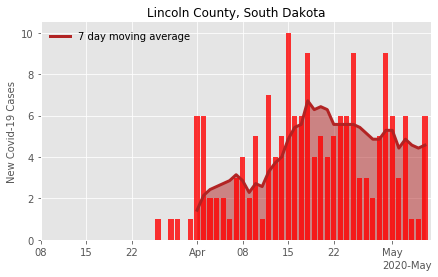 Lincoln County, South Dakota
7 day moving average
New Covid-19 Cases
10
8
6
4
2
0
08 15 22 Apr 08 15 22 May
2020-May